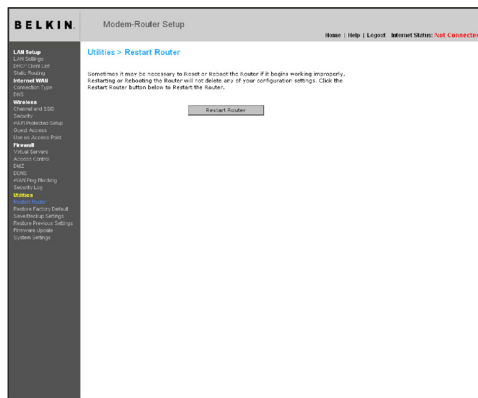 BELKIN.
Modem-Router Setup
Home | Help | Logout Internet Status: Not Connected
LAN Setup
LAN Settings
DHCP Client List
Static Routing
Internet WAN
Connection Type
DNS
Wireless
Channel and SSID
Security
Wi-Fi Protected Setup
Guest Access
Use as Access Point
Firewall
Virtual Servers
Access Control
DMZ
DDNS
WAN Ping Blocking
Security Log
Utilities
Restart Router
Restore Factory Default
Save/Backup Settings
Restore Previous Settings
Firmware Update
System Settings
Utilities > Restart Router
Sometimes it may be necessary to Reset or Reboot the Router if it begins working improperly.
Restarting or Rebooting the Router will not delete any of your configuration settings. Click the
Restart Router button below to Restart the Router.
Restart Router